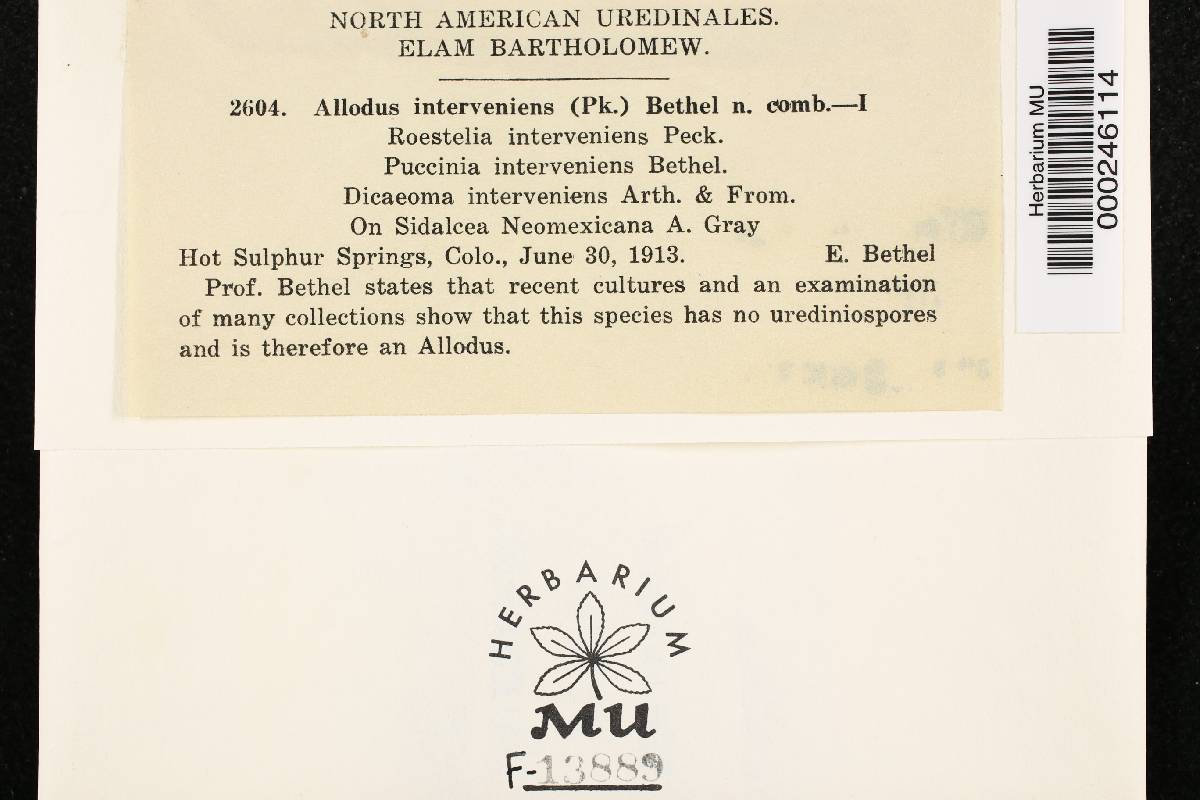 NORTH AMERICAN UREDINALES.
ELAM BARTHOLOMEW.
2604. Allodus interveniens (Pk.) Bethel n. comb.—I
Roestelia interveniens Peck.
Puccinia interveniens Bethel.
Dicaeoma interveniens Arth. & From.
On Sidalcea Neomexicana A. Gray
Hot Sulphur Springs, Colo., June 30, 1913. E. Bethel
Prof. Bethel states that recent cultures and an examination
of many collections show that this species has no urediniospores
and is therefore an Allodus.
Herbarium MU
000246114
HERBARIUM
MU
F-13889